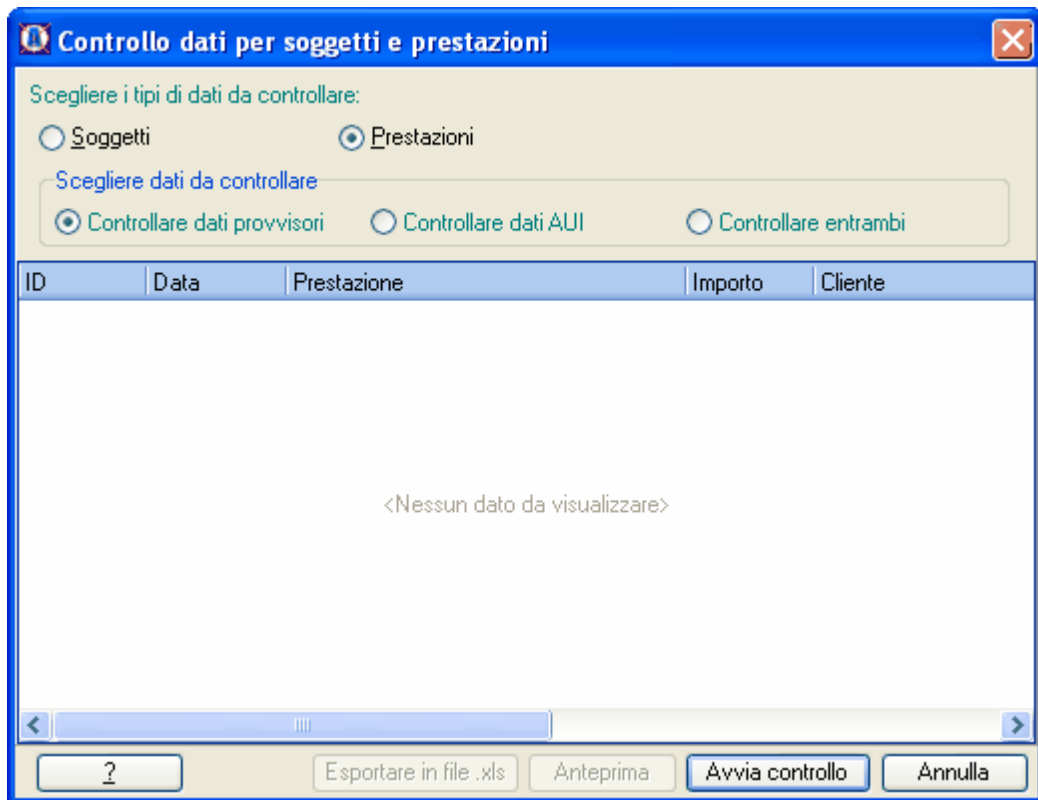 Controllo dati per soggetti e prestazioni
Scegliere i tipi di dati da controllare:
Soggetti Prestazioni
Scegliere dati da controllare
Controllare dati provvisori Controllare dati AUI Controllare entrambi
ID Data Prestazione Importo Cliente
<Nessun dato da visualizzare>
? Esportare in file .xls Anteprima Avvia controllo Annulla